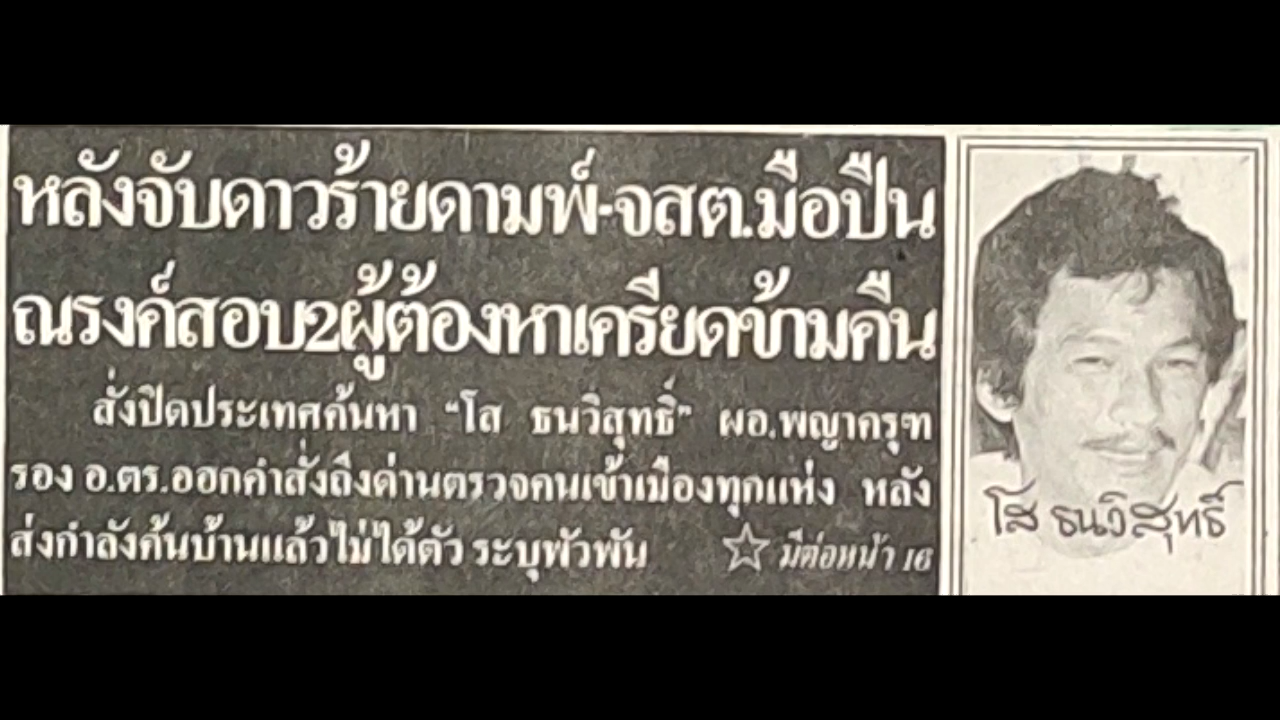 หลังจับดาวร้ายดามพ์-จสต.มือปืน
ณรงค์สอบ2ผู้ต้องหาเครียดข้ามคืน
สั่งปิดประเทศค้นหา "โส ธนวิสุทธิ์" ผอ.พญาครุฑ
รอง อ.ตร.ออกคำสั่งถึงด่านตรวจคนเข้าเมืองทุกแห่ง หลัง
ส่งกำลังค้นบ้านแล้วไม่ได้ตัว ระบุพัวพัน ☆ มีต่อหน้า 16
โส ธนวิสุทธิ์